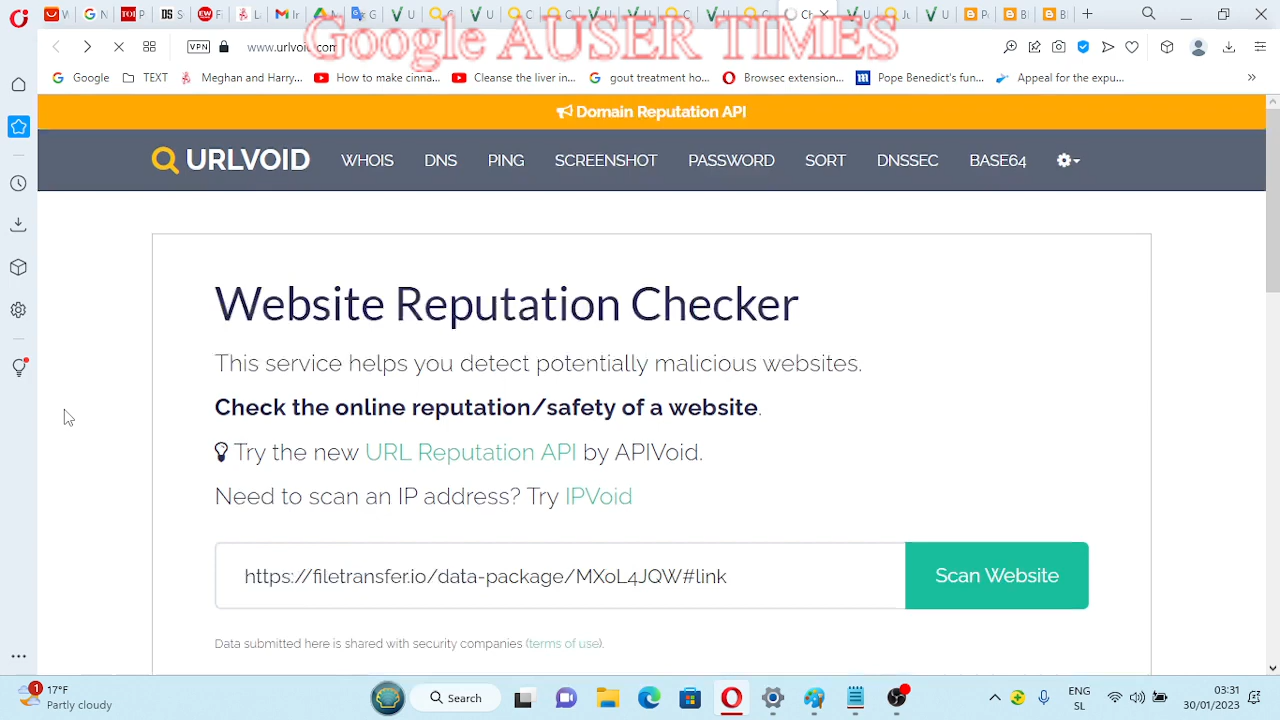 Google AUSER TIMES
VPN
www.urlvoid.com
Google
TEXT
Meghan and Harry...
How to make cinna...
Cleanse the liver in...
gout treatment ho...
Browsec extension...
Pope Benedict's fun...
Appeal for the expu...
Domain Reputation API
URLVOID
WHOIS
DNS
PING
SCREENSHOT
PASSWORD
SORT
DNSSEC
BASE64
Website Reputation Checker
This service helps you detect potentially malicious websites.
Check the online reputation/safety of a website.
Try the new URL Reputation API by APIVoid.
Need to scan an IP address? Try IPVoid
https://filetransfer.io/data-package/MXoL4JQW#link
Scan Website
Data submitted here is shared with security companies (terms of use).
1
17°F
Partly cloudy
Search
ENG
SL
03:31
30/01/2023